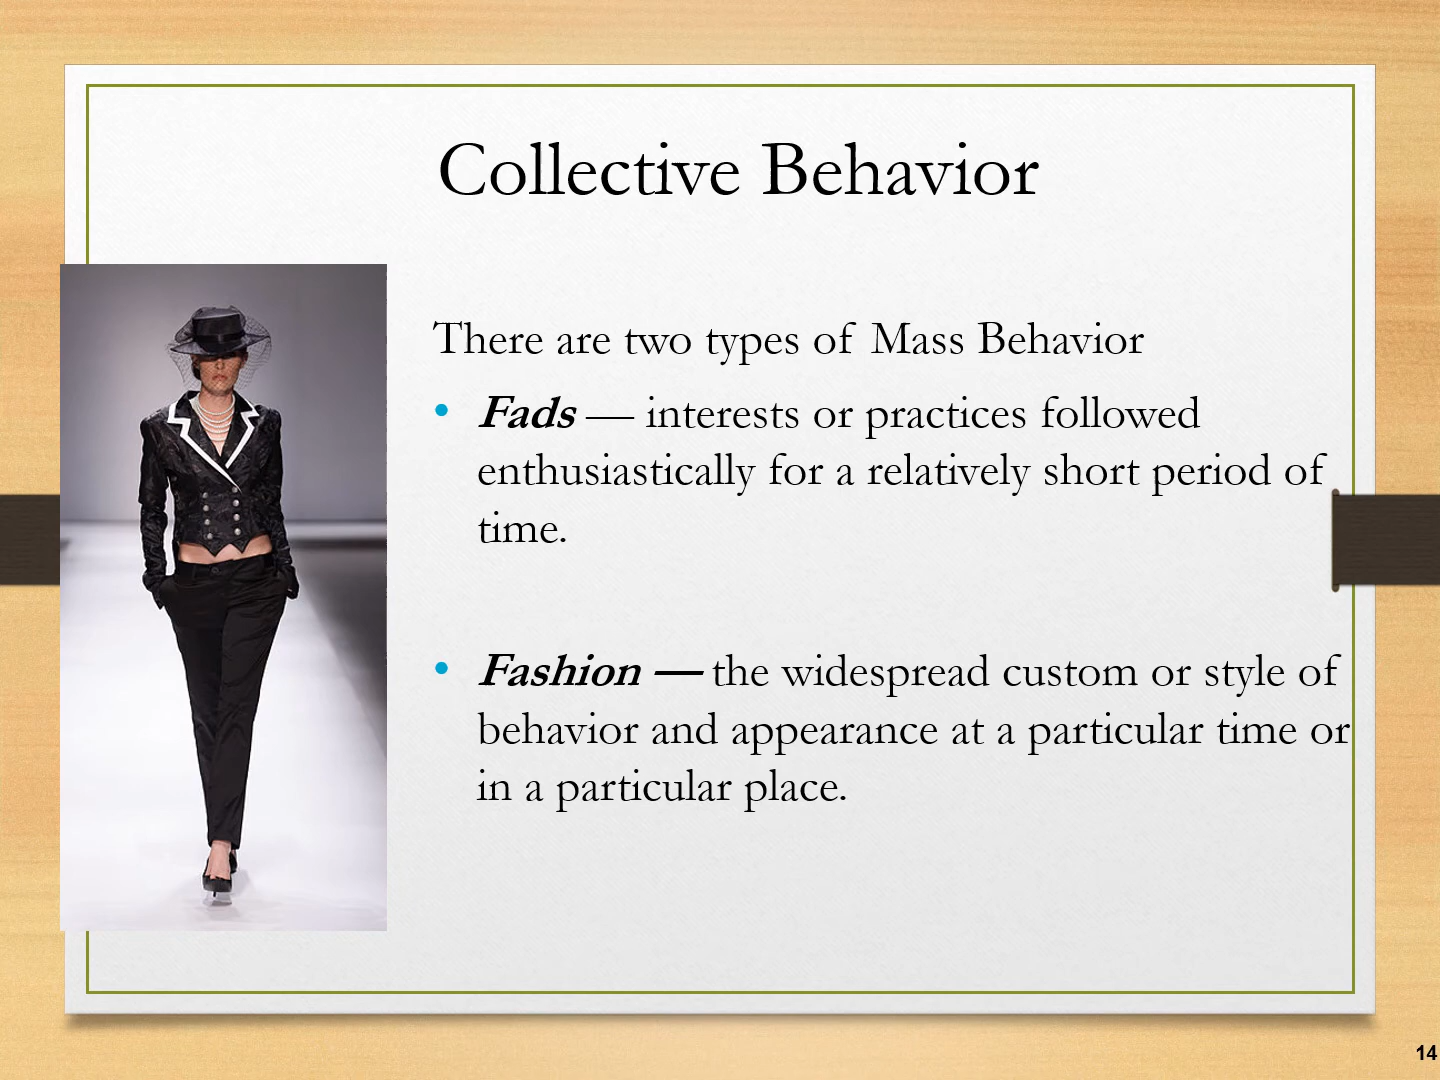 Collective Behavior
There are two types of Mass Behavior
• Fads — interests or practices followed
enthusiastically for a relatively short period of
time.
• Fashion — the widespread custom or style of
behavior and appearance at a particular time or
in a particular place.
14